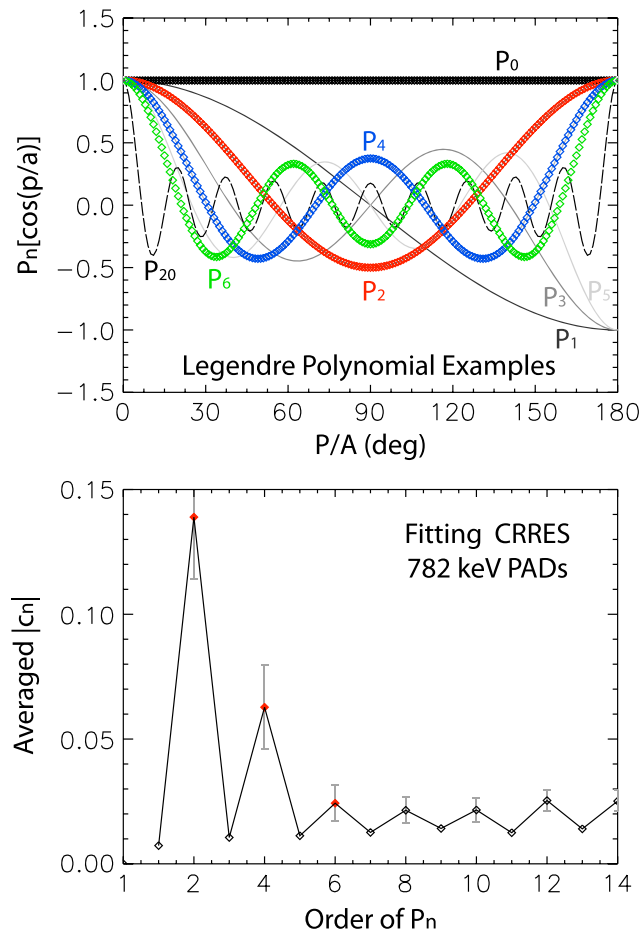 1.5
1.0
0.5
0.0
−0.5
−1.0
−1.5
Pn[cos(p/a)]
P0
P4
P20
P6
P2
P3
P5
P1
Legendre Polynomial Examples
0 30 60 90 120 150 180
P/A (deg)
0.15
0.10
0.05
0.00
Averaged |cn|
Fitting CRRES
782 keV PADs
1 2 4 6 8 10 12 14
Order of Pn